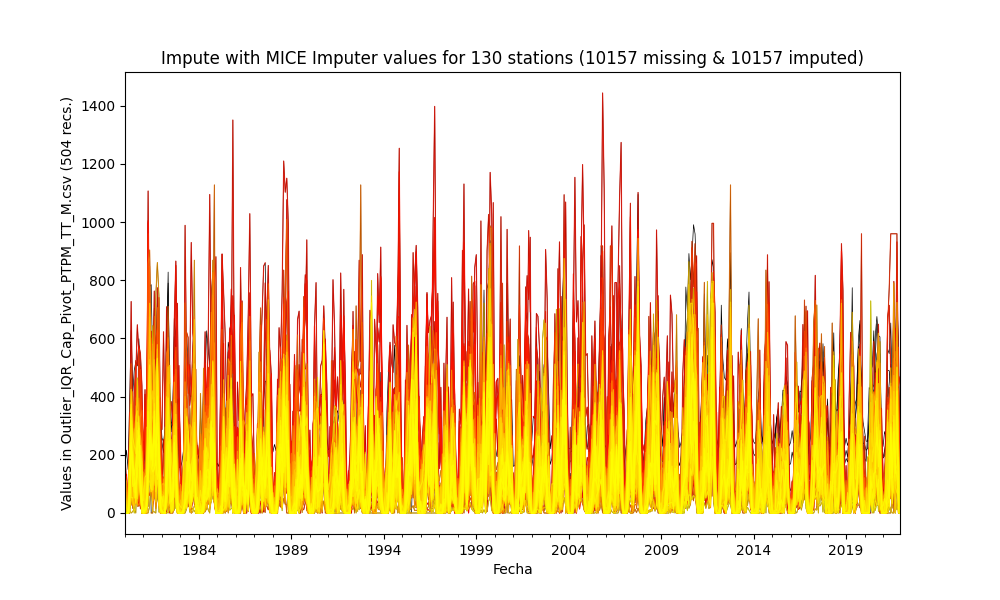 Impute with MICE Imputer values for 130 stations (10157 missing & 10157 imputed)
Values in Outlier_IQR_Cap_Pivot_PTPM_TT_M.csv (504 recs.)
1400
1200
1000
800
600
400
200
0
1984 1989 1994 1999 2004 2009 2014 2019
Fecha